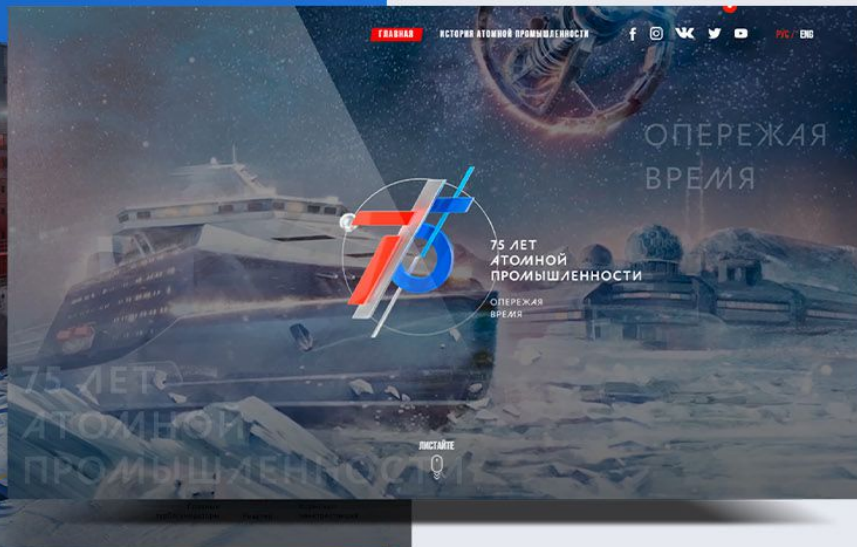 ГЛАВНАЯ
ИСТОРИЯ АТОМНОЙ ПРОМЫШЛЕННОСТИ
РУС / ENG
ОПЕРЕЖАЯ
ВРЕМЯ
75
75 ЛЕТ
АТОМНОЙ
ПРОМЫШЛЕННОСТИ
ОПЕРЕЖАЯ
ВРЕМЯ
75 ЛЕТ
АТОМНОЙ
ПРОМЫШЛЕННОСТИ
ЛИСТАЙТЕ